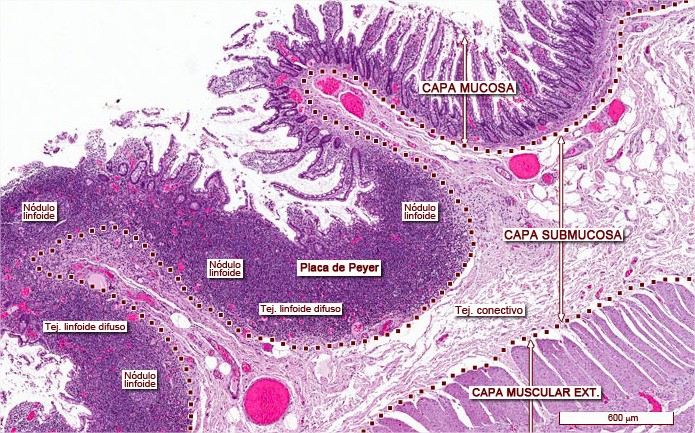 CAPA MUCOSA
Nódulo
linfoide
Nódulo
linfoide
CAPA SUBMUCOSA
Nódulo
linfoide
Placa de Peyer
Tej. linfoide difuso
Tej. conectivo
Tej. linfoide difuso
Nódulo
linfoide
CAPA MUSCULAR EXT.
600 µm